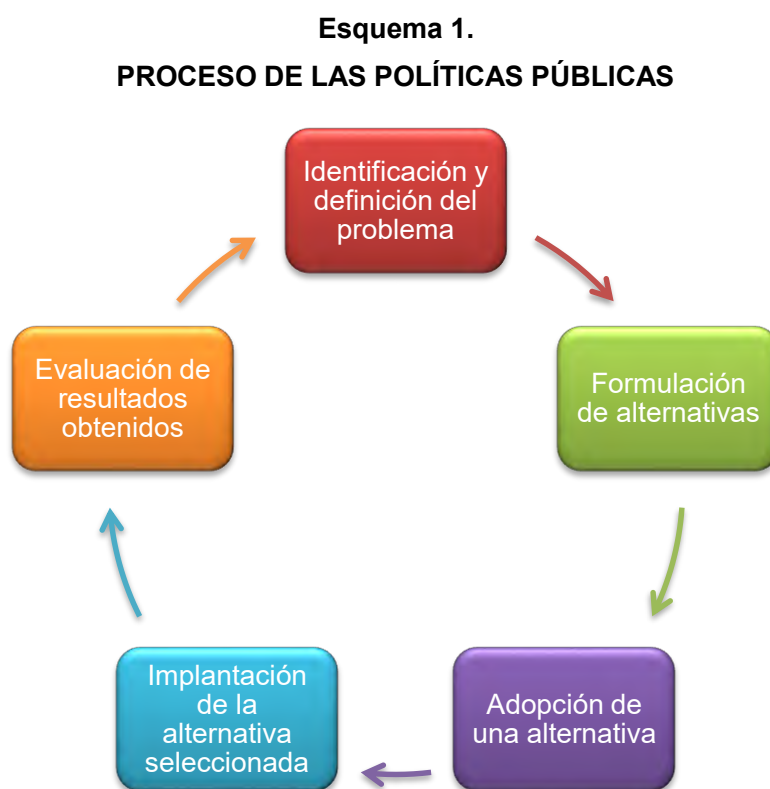 Esquema 1.
PROCESO DE LAS POLÍTICAS PÚBLICAS
Identificación y
definición del
problema
Formulación
de alternativas
Adopción de
una alternativa
Implantación
de la
alternativa
seleccionada
Evaluación de
resultados
obtenidos